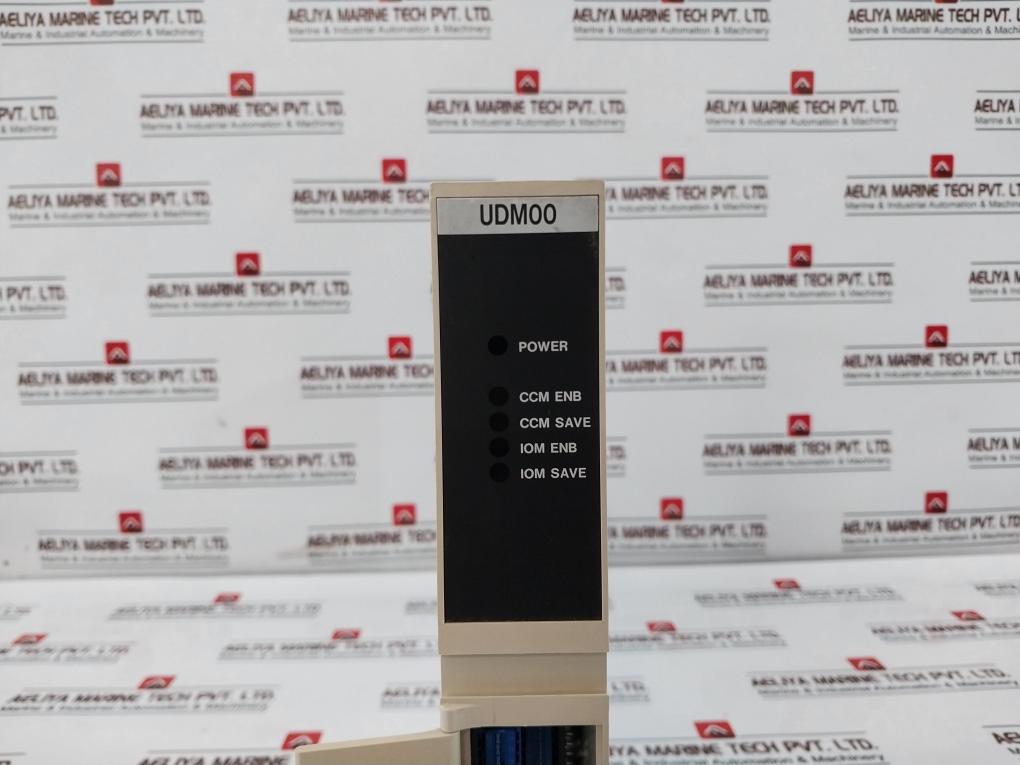 UDM00
POWER
CCM ENB
CCM SAVE
IOM ENB
IOM SAVE
AELIYA MARINE TECH PVT. LTD.
Marine & Industrial Automation & Machinery